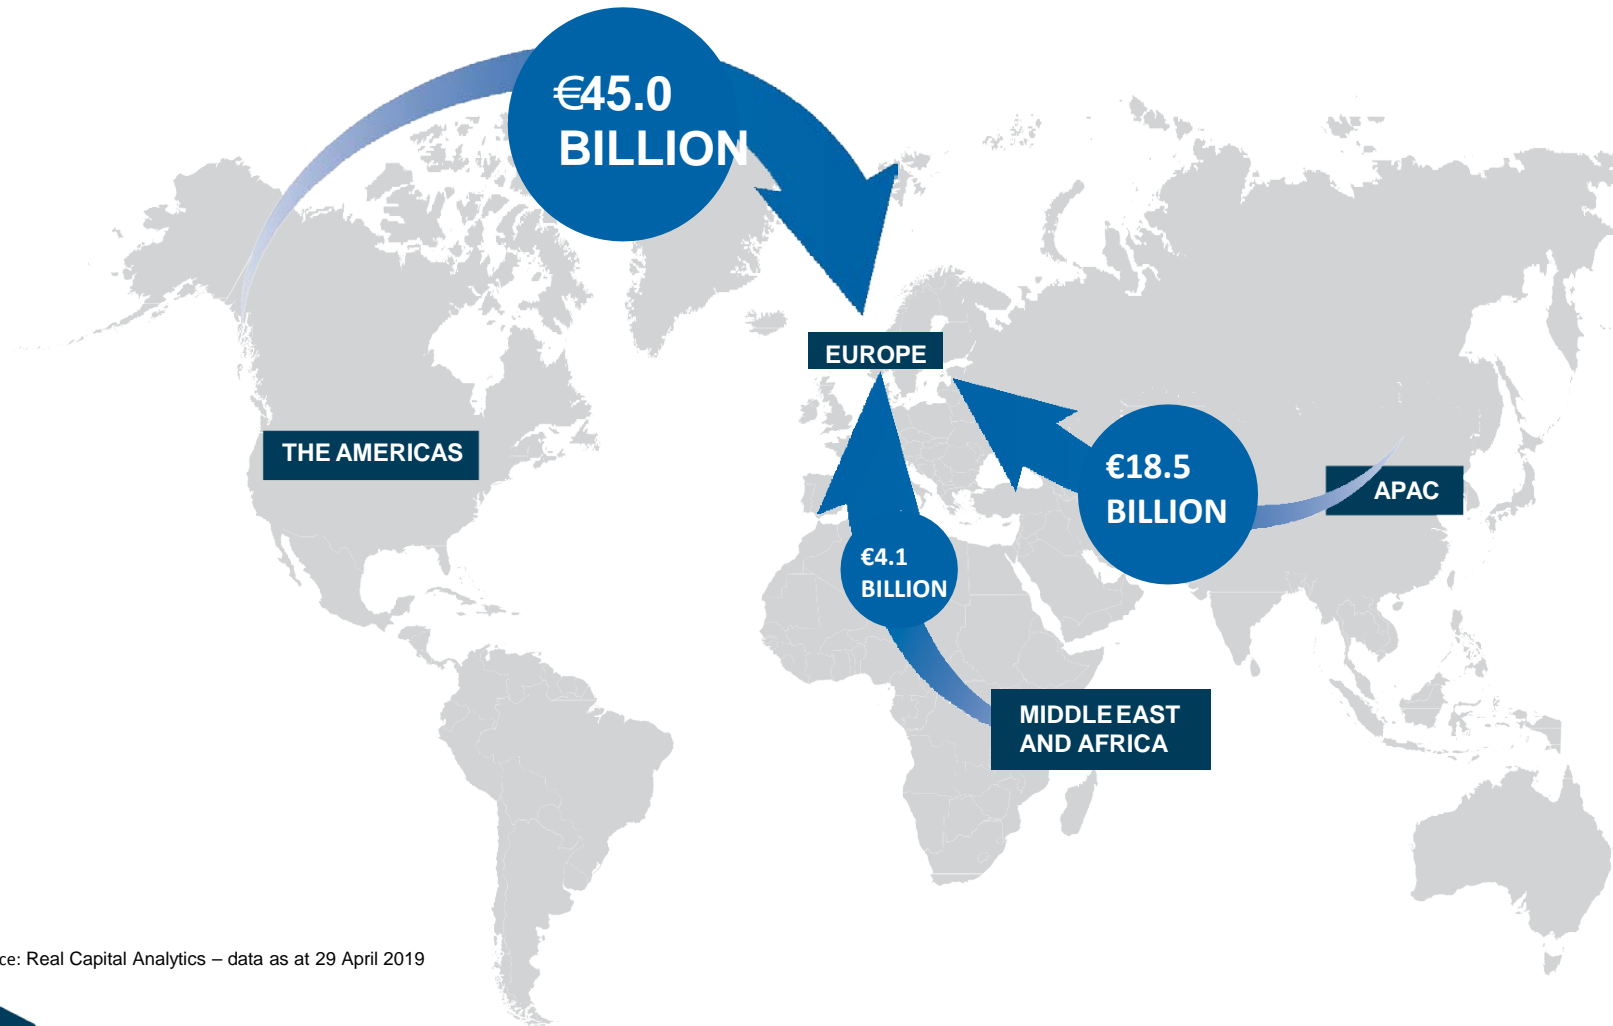 €45.0
BILLION
EUROPE
THE AMERICAS
€18.5
BILLION
APAC
€4.1
BILLION
MIDDLE EAST
AND AFRICA
ce: Real Capital Analytics – data as at 29 April 2019